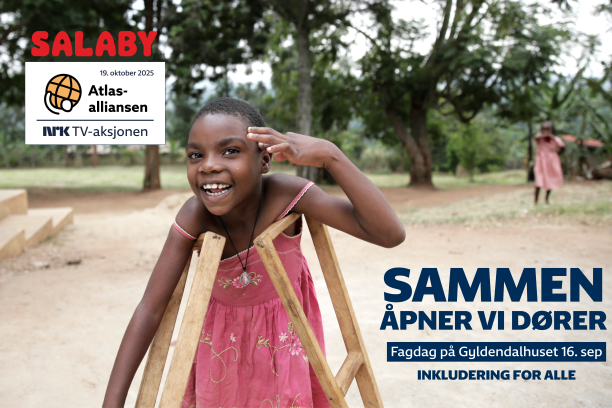 SALABY
19. oktober 2025
Atlas-
alliansen
NRK TV-aksjonen
SAMMEN
ÅPNER VI DØRER
Fagdag på Gyldendalhuset 16. sep
INKLUDERING FOR ALLE